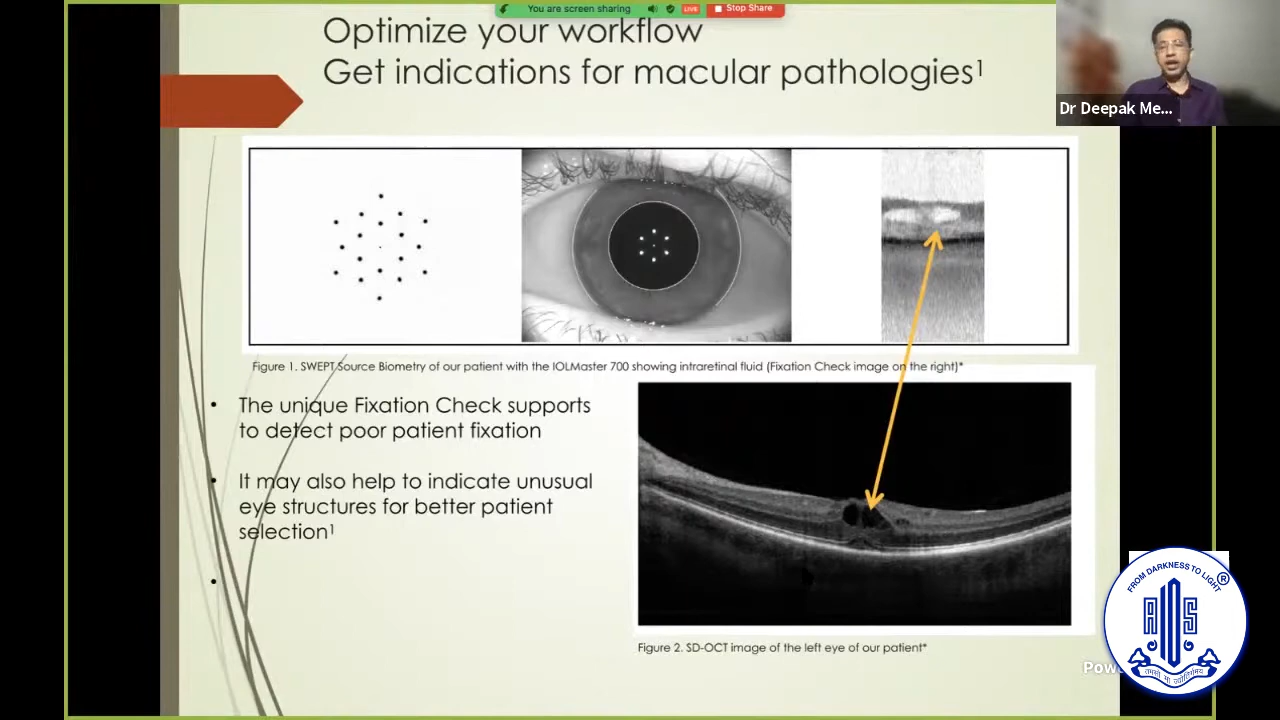 You are screen sharing
LIVE
Stop Share
Optimize your workflow
Get indications for macular pathologies¹
Dr Deepak Me...
Figure 1. SWEPT Source Biometry of our patient with the IOLMaster 700 showing intraretinal fluid (Fixation Check image on the right)*
• The unique Fixation Check supports
to detect poor patient fixation
• It may also help to indicate unusual
eye structures for better patient
selection¹
•
Figure 2. SD-OCT image of the left eye of our patient*
FROM DARKNESS TO LIGHT
®
AIOS
तमसो मा ज्योतिर्गमय